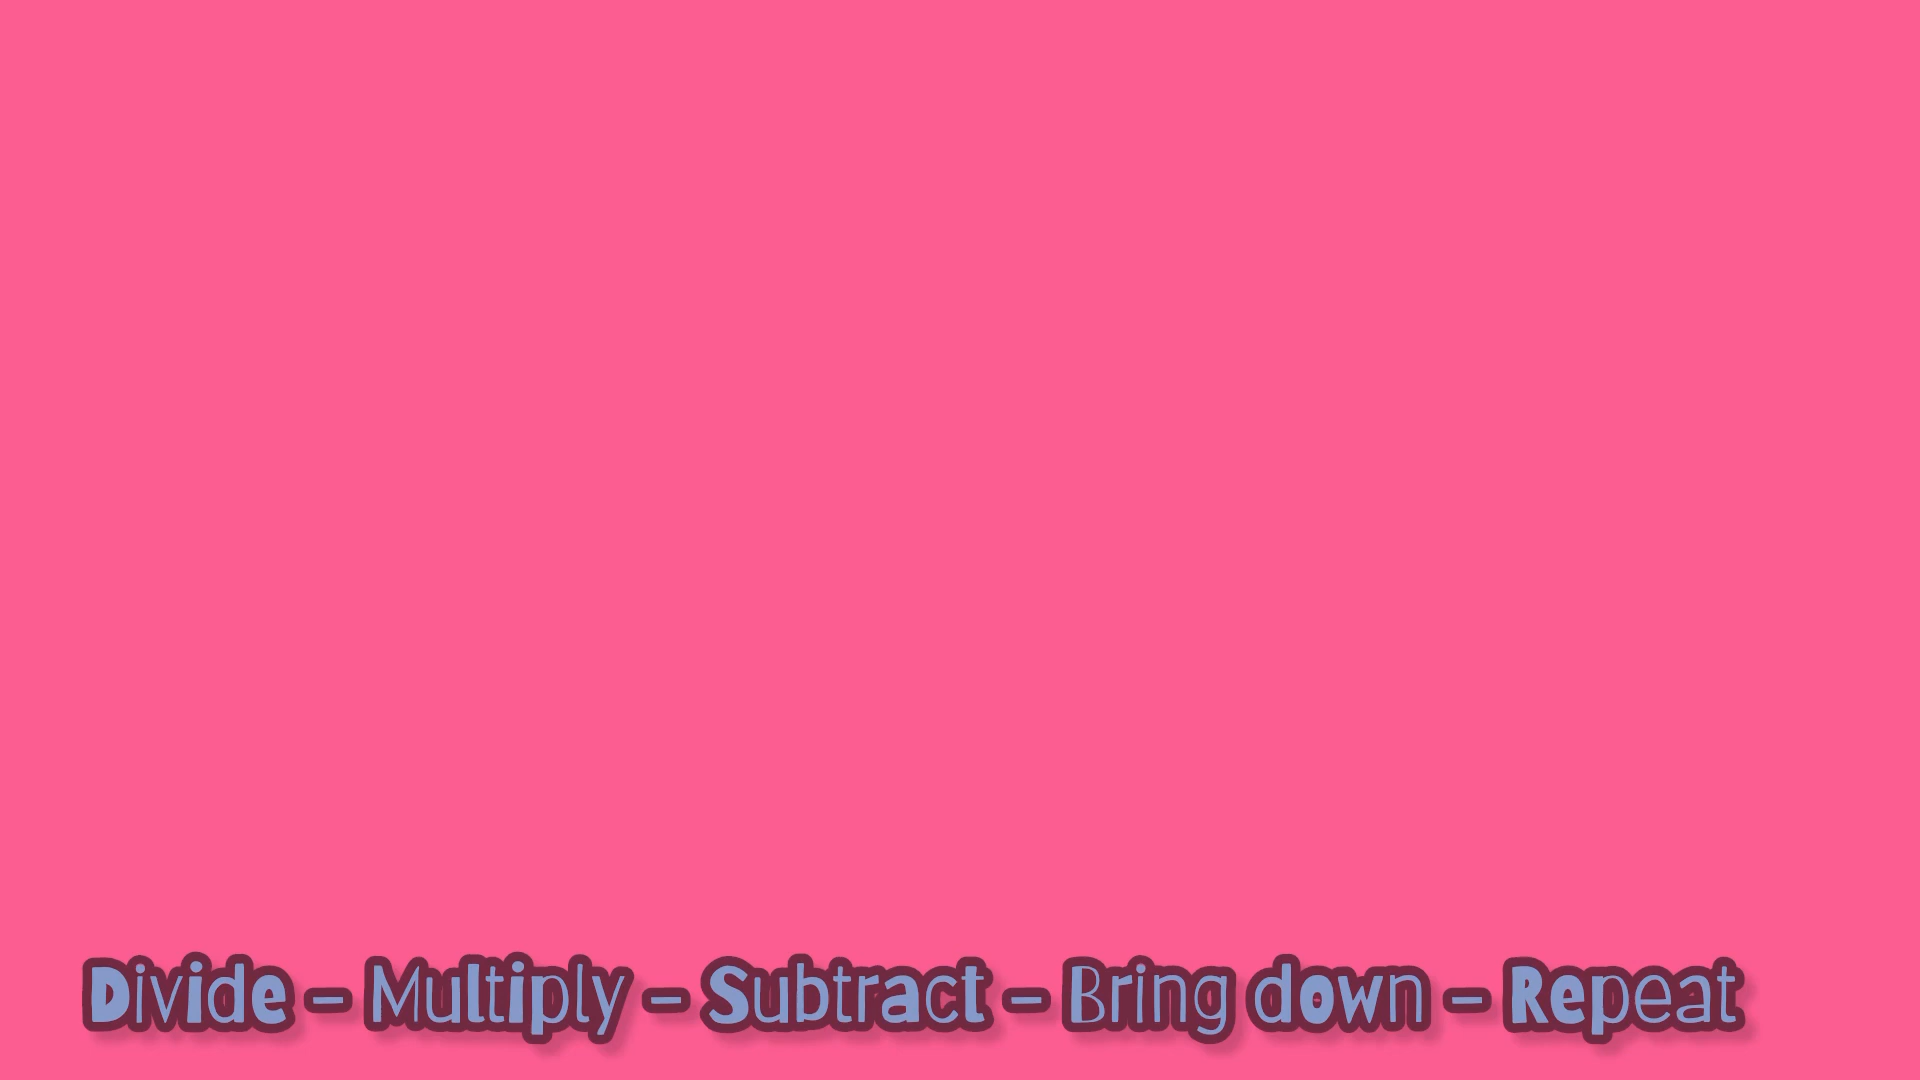 Divide – Multiply – Subtract – Bring down – Repeat